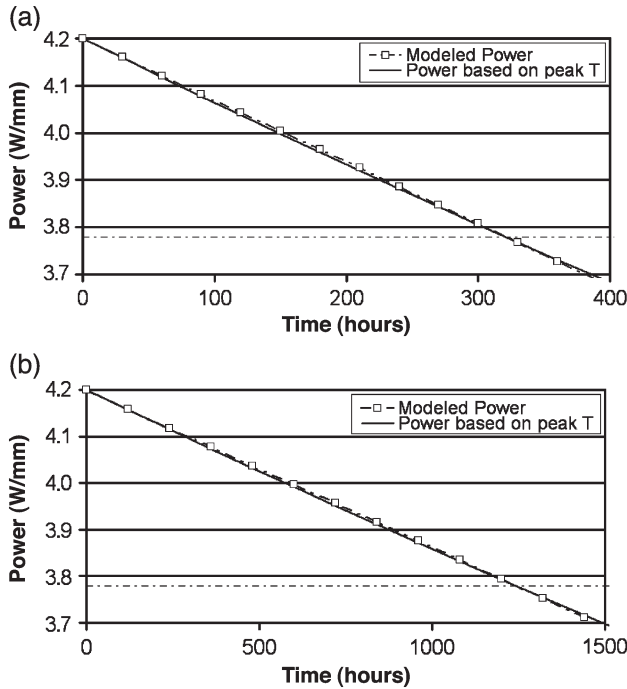 (a)
4.2
4.1
4.0
3.9
3.8
3.7
Power (W/mm)
Modeled Power
Power based on peak T
0
100
200
300
400
Time (hours)
(b)
4.2
4.1
4.0
3.9
3.8
3.7
Power (W/mm)
Modeled Power
Power based on peak T
0
500
1000
1500
Time (hours)